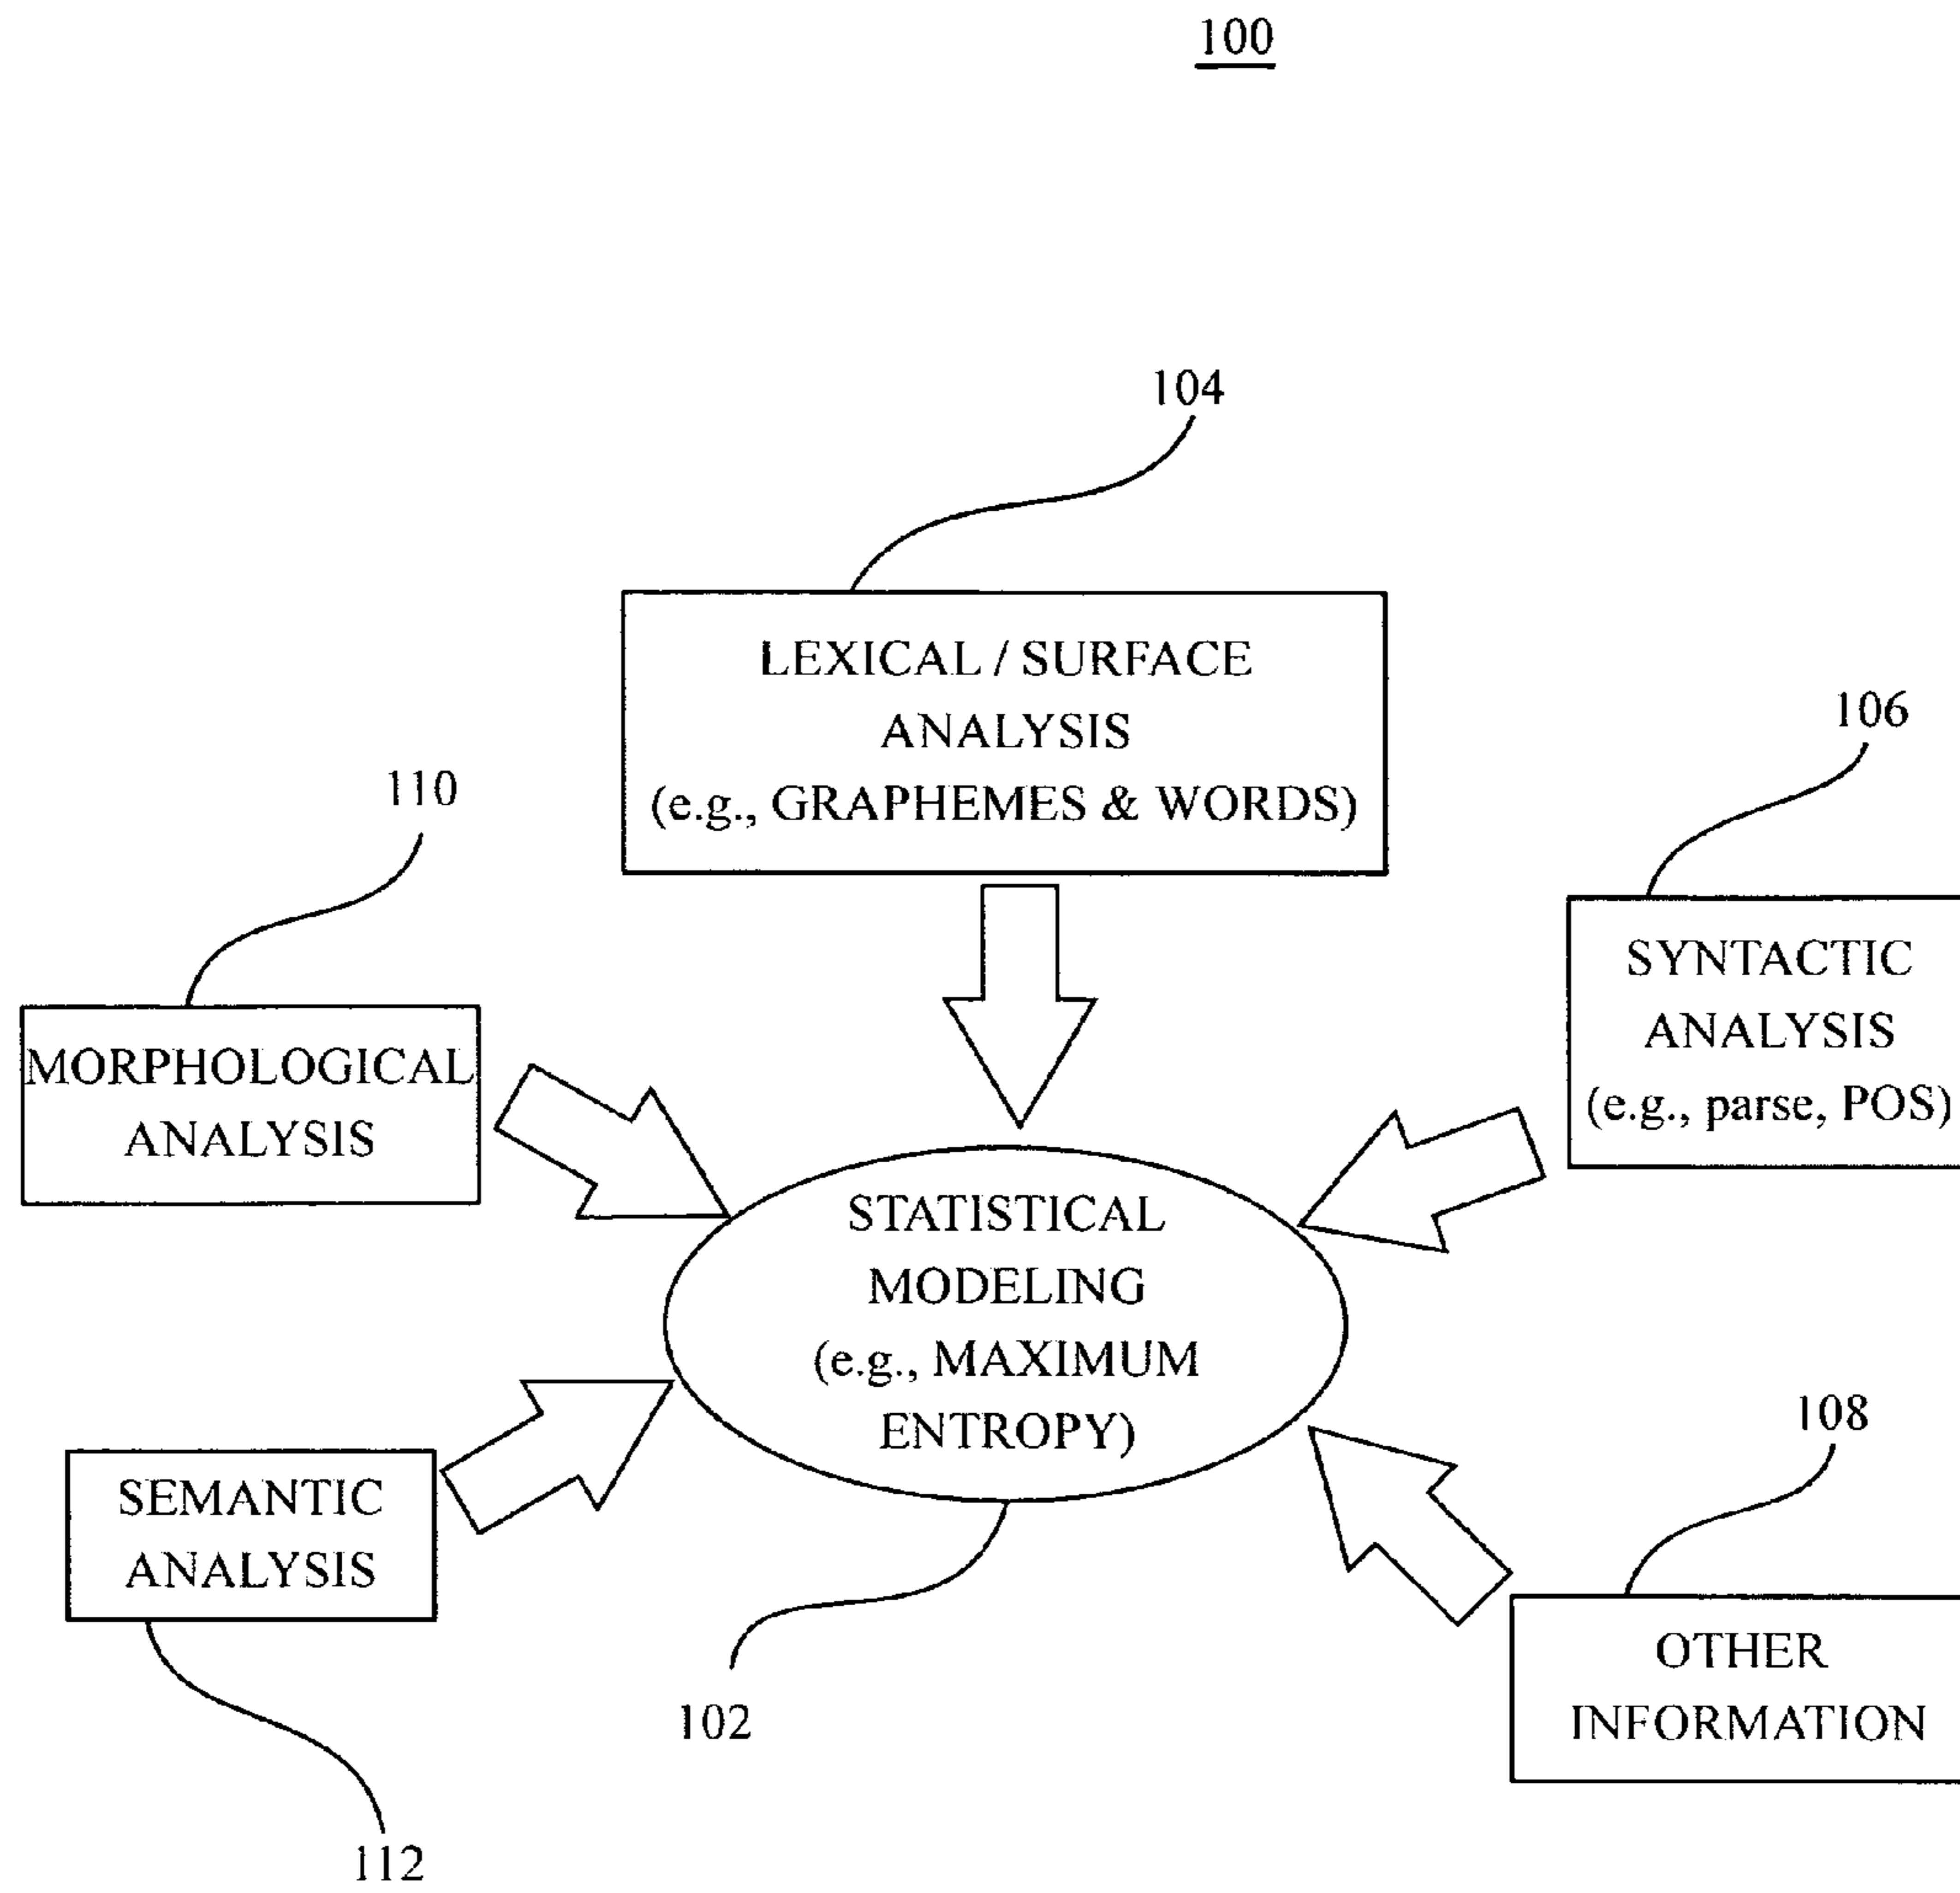 100
104
LEXICAL / SURFACE
ANALYSIS
(e.g., GRAPHEMES & WORDS)
106
SYNTACTIC
ANALYSIS
(e.g., parse, POS)
110
MORPHOLOGICAL
ANALYSIS
STATISTICAL
MODELING
(e.g., MAXIMUM
ENTROPY)
108
SEMANTIC
ANALYSIS
OTHER
INFORMATION
102
112